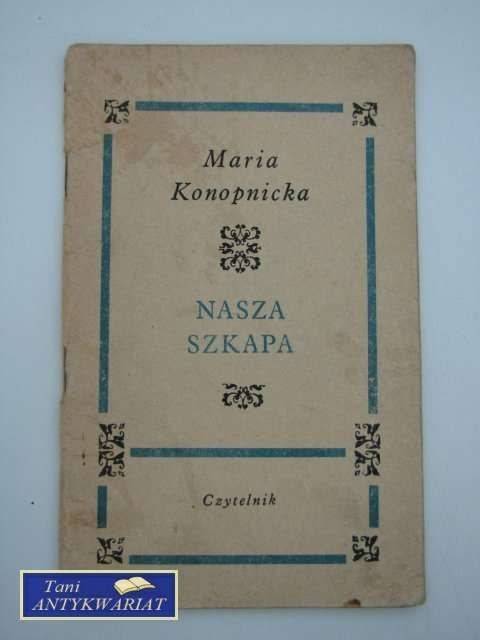 Maria
Konopnicka
NASZA
SZKAPA
Czytelnik
Tani
ANTYKWARIAT